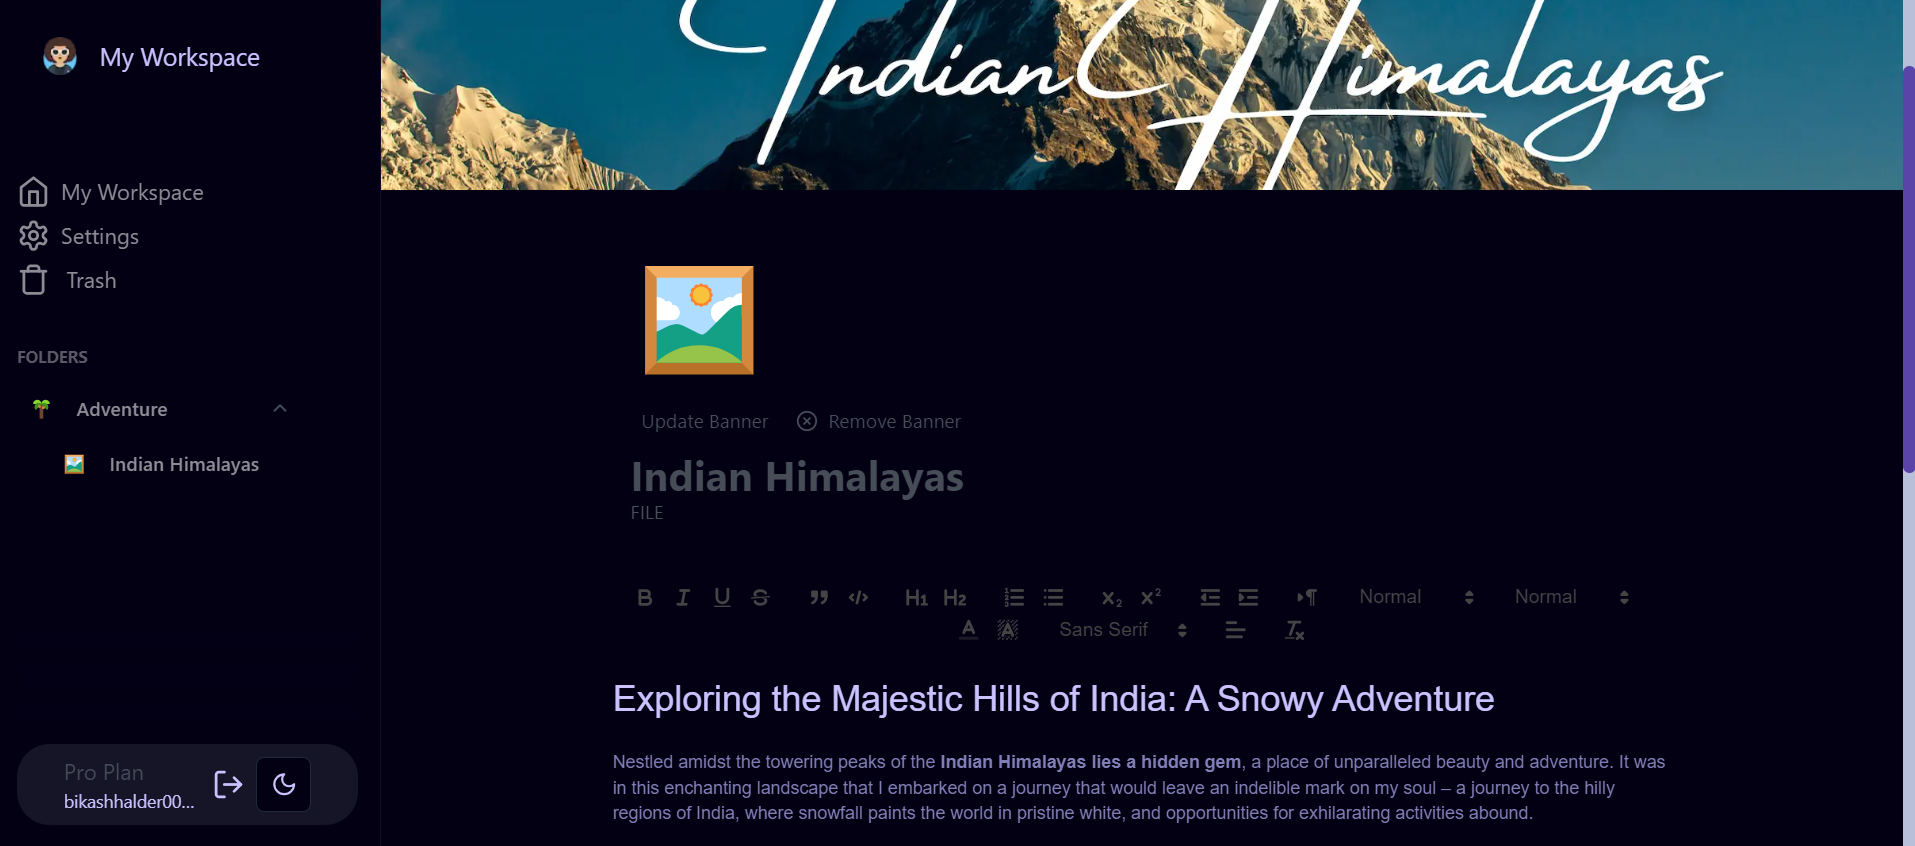 My Workspace
My Workspace
Settings
Trash
FOLDERS
Adventure
Indian Himalayas
Pro Plan
bikashhalder00...
Indian Himalayas
Update Banner
Remove Banner
Indian Himalayas
FILE
B I U S H1 H2 X2 X2 Normal Normal
A A Sans Serif Tx
Exploring the Majestic Hills of India: A Snowy Adventure
Nestled amidst the towering peaks of the Indian Himalayas lies a hidden gem, a place of unparalleled beauty and adventure. It was
in this enchanting landscape that I embarked on a journey that would leave an indelible mark on my soul – a journey to the hilly
regions of India, where snowfall paints the world in pristine white, and opportunities for exhilarating activities abound.